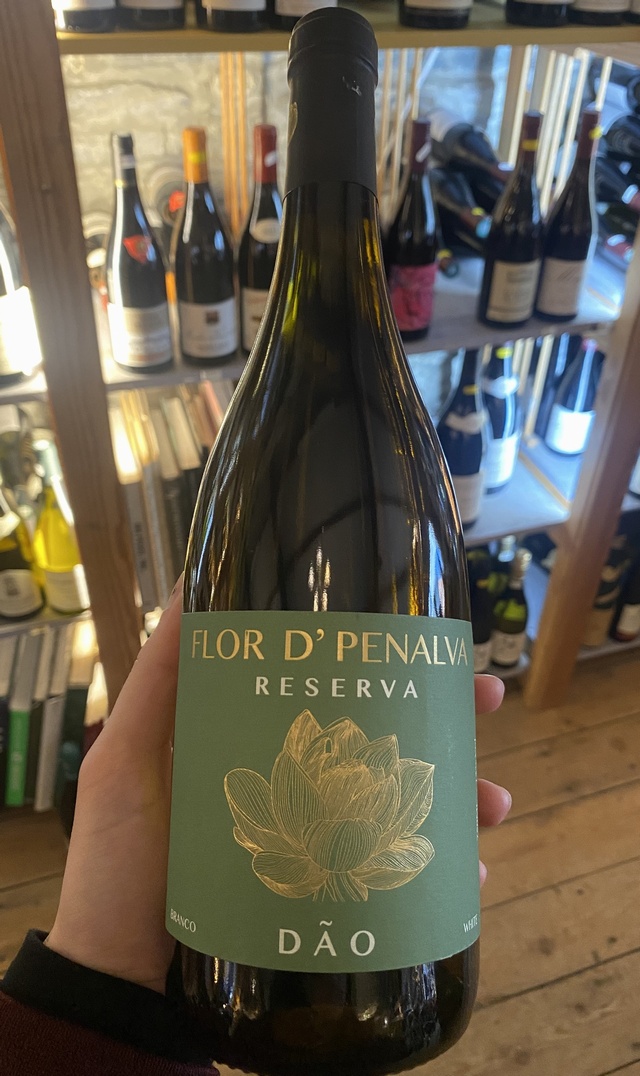 FLOR D' PENALVA
RESERVA
BRANCO
DÃO
WHITE